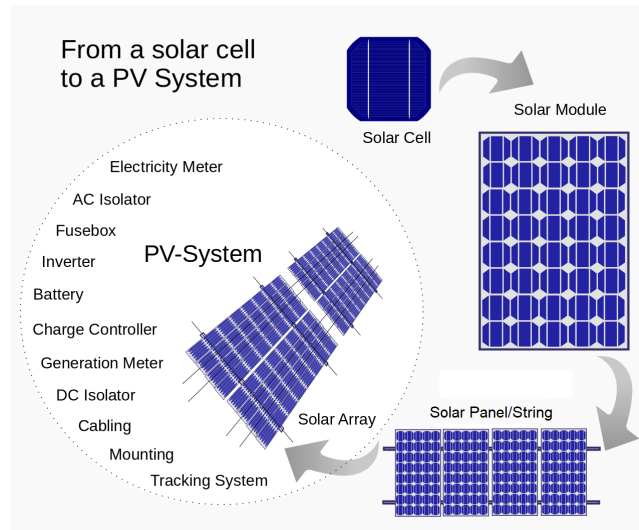 From a solar cell
to a PV System
Solar Cell
Solar Module
Electricity Meter
AC Isolator
Fusebox
PV-System
Inverter
Battery
Charge Controller
Generation Meter
DC Isolator
Cabling
Mounting
Tracking System
Solar Array
Solar Panel/String